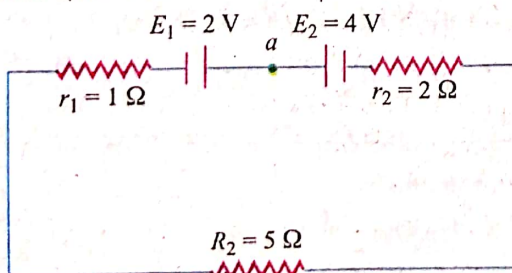 E₁ = 2 V
E₂ = 4 V
a
r₁ = 1 Ω
r₂ = 2 Ω
R₂ = 5 Ω